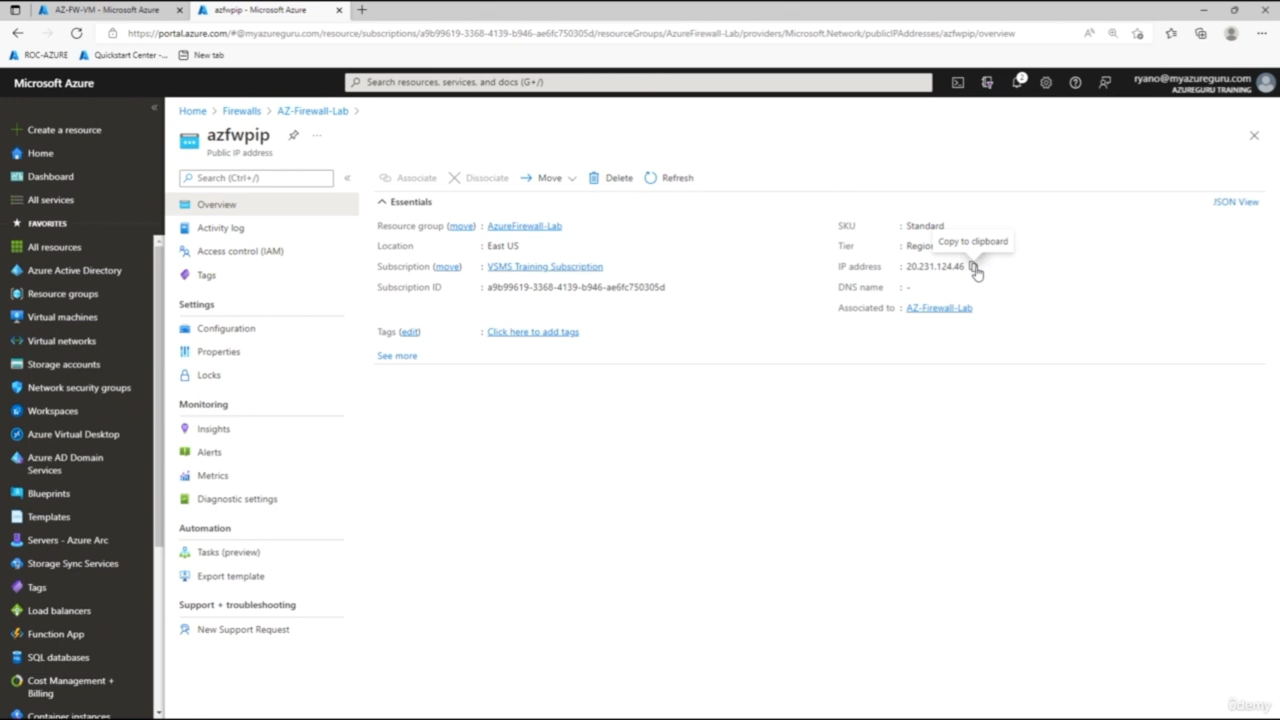 AZ-FW-VM - Microsoft Azure
azfwpip - Microsoft Azure
https://portal.azure.com/#@myazureguru.com/resource/subscriptions/a9b99619-3368-4139-b946-ae6fc750305d/resourceGroups/AzureFirewall-Lab/providers/Microsoft.Network/publicIPAddresses/azfwpip/overview
ROC-AZURE
Quickstart Center -...
New tab
Microsoft Azure
Search resources, services, and docs (G+/)
2
ryano@myazureguru.com
AZUREGURU TRAINING
Create a resource
Home
Dashboard
All services
FAVORITES
All resources
Azure Active Directory
Resource groups
Virtual machines
Virtual networks
Storage accounts
Network security groups
Workspaces
Azure Virtual Desktop
Azure AD Domain
Services
Blueprints
Templates
Servers - Azure Arc
Storage Sync Services
Tags
Load balancers
Function App
SQL databases
Cost Management +
Billing
Container instances
Home > Firewalls > AZ-Firewall-Lab >
azfwpip
Public IP address
Search (Ctrl+/)
Overview
Activity log
Access control (IAM)
Tags
Settings
Configuration
Properties
Locks
Monitoring
Insights
Alerts
Metrics
Diagnostic settings
Automation
Tasks (preview)
Export template
Support + troubleshooting
New Support Request
Associate Dissociate Move Delete Refresh
Essentials
JSON View
Resource group (move) : AzureFirewall-Lab
Location : East US
Subscription (move) : VSMS Training Subscription
Subscription ID : a9b99619-3368-4139-b946-ae6fc750305d
SKU : Standard
Tier : Region
Copy to clipboard
IP address : 20.231.124.46
DNS name : -
Associated to : AZ-Firewall-Lab
Tags (edit) : Click here to add tags
See more
ûdemy